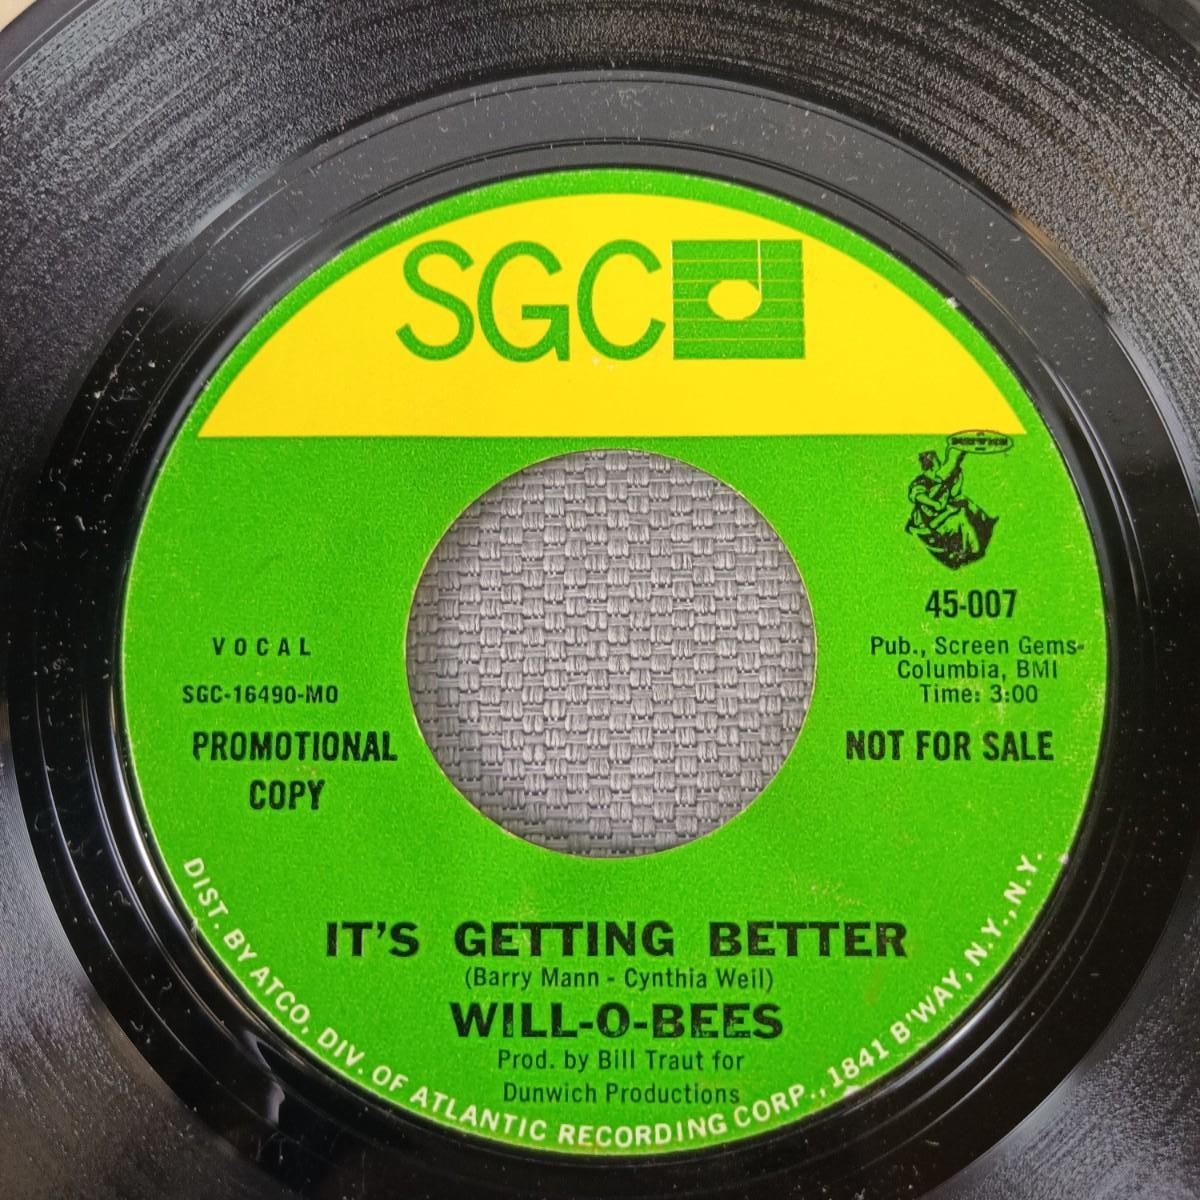 SGC
45-007
VOCAL
SGC-16490-MO
PROMOTIONAL
COPY
Pub., Screen Gems-
Columbia, BMI
Time: 3:00
NOT FOR SALE
IT'S GETTING BETTER
(Barry Mann - Cynthia Weil)
WILL-O-BEES
Prod. by Bill Traut for
Dunwich Productions
DIST. BY ATCO, DIV. OF ATLANTIC RECORDING CORP., 1841 B'WAY, N.Y., N.Y.